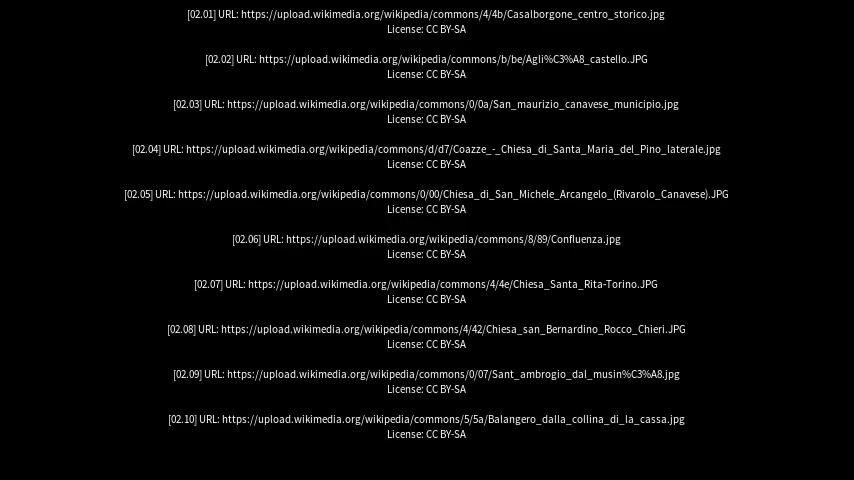 [02.01] URL: https://upload.wikimedia.org/wikipedia/commons/4/4b/Casalborgone_centro_storico.jpg
License: CC BY-SA
[02.02] URL: https://upload.wikimedia.org/wikipedia/commons/b/be/Agli%C3%A8_castello.JPG
License: CC BY-SA
[02.03] URL: https://upload.wikimedia.org/wikipedia/commons/0/0a/San_maurizio_canavese_municipio.jpg
License: CC BY-SA
[02.04] URL: https://upload.wikimedia.org/wikipedia/commons/d/d7/Coazze_-_Chiesa_di_Santa_Maria_del_Pino_laterale.jpg
License: CC BY-SA
[02.05] URL: https://upload.wikimedia.org/wikipedia/commons/0/00/Chiesa_di_San_Michele_Arcangelo_(Rivarolo_Canavese).JPG
License: CC BY-SA
[02.06] URL: https://upload.wikimedia.org/wikipedia/commons/8/89/Confluenza.jpg
License: CC BY-SA
[02.07] URL: https://upload.wikimedia.org/wikipedia/commons/4/4e/Chiesa_Santa_Rita-Torino.JPG
License: CC BY-SA
[02.08] URL: https://upload.wikimedia.org/wikipedia/commons/4/42/Chiesa_san_Bernardino_Rocco_Chieri.JPG
License: CC BY-SA
[02.09] URL: https://upload.wikimedia.org/wikipedia/commons/0/07/Sant_ambrogio_dal_musin%C3%A8.jpg
License: CC BY-SA
[02.10] URL: https://upload.wikimedia.org/wikipedia/commons/5/5a/Balangero_dalla_collina_di_la_cassa.jpg
License: CC BY-SA